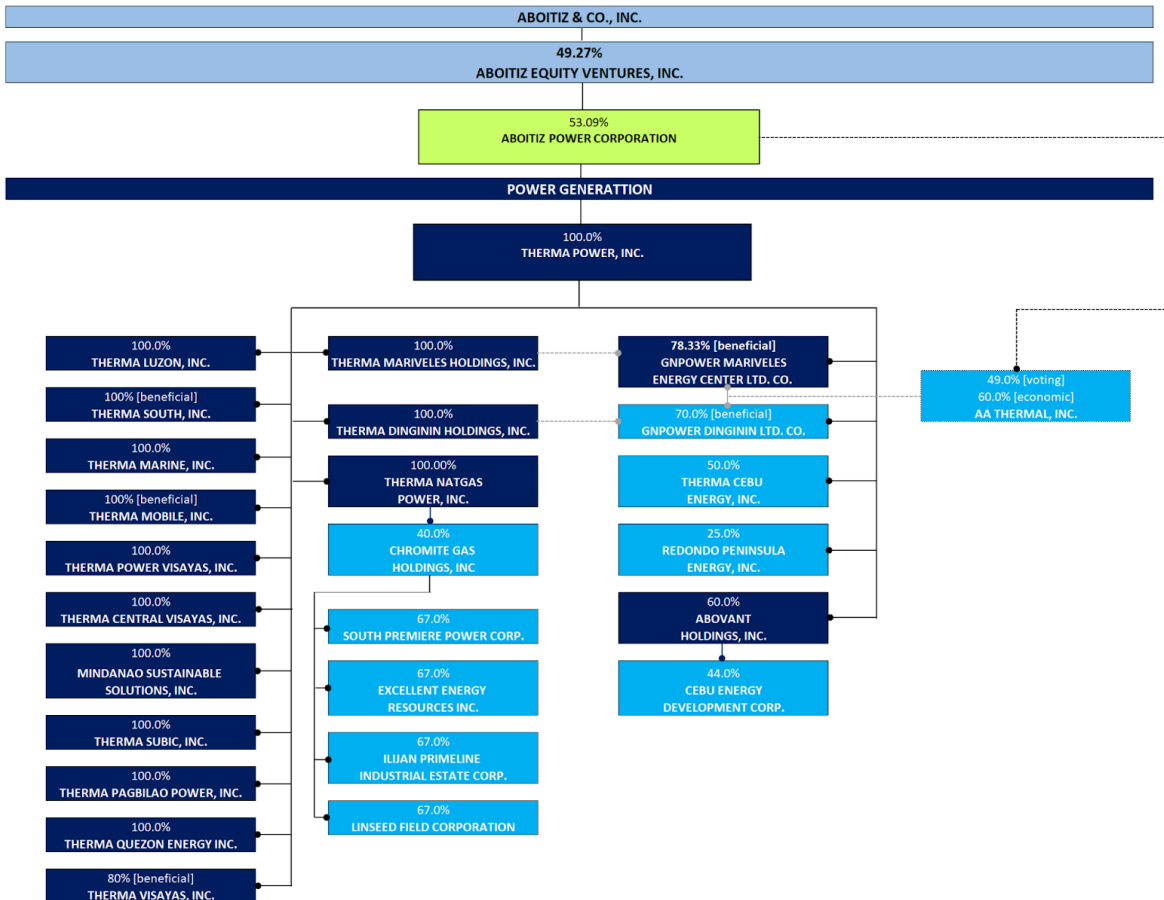 ABOITIZ & CO., INC.
49.27%
ABOITIZ EQUITY VENTURES, INC.
53.09%
ABOITIZ POWER CORPORATION
POWER GENERATTION
100.0%
THERMA POWER, INC.
100.0%
THERMA LUZON, INC.
100% [beneficial]
THERMA SOUTH, INC.
100.0%
THERMA MARINE, INC.
100% [beneficial]
THERMA MOBILE, INC.
100.0%
THERMA POWER VISAYAS, INC.
100.0%
THERMA CENTRAL VISAYAS, INC.
100.0%
MINDANAO SUSTAINABLE
SOLUTIONS, INC.
100.0%
THERMA SUBIC, INC.
100.0%
THERMA PAGBILAO POWER, INC.
100.0%
THERMA QUEZON ENERGY INC.
80% [beneficial]
THERMA VISAYAS, INC.
100.0%
THERMA MARIVELES HOLDINGS, INC.
100.0%
THERMA DINGININ HOLDINGS, INC.
100.00%
THERMA NATGAS
POWER, INC.
40.0%
CHROMITE GAS
HOLDINGS, INC
67.0%
SOUTH PREMIERE POWER CORP.
67.0%
EXCELLENT ENERGY
RESOURCES INC.
67.0%
ILIJAN PRIMELINE
INDUSTRIAL ESTATE CORP.
67.0%
LINSEED FIELD CORPORATION
78.33% [beneficial]
GNPOWER MARIVELES
ENERGY CENTER LTD. CO.
70.0% [beneficial]
GNPOWER DINGININ LTD. CO.
50.0%
THERMA CEBU
ENERGY, INC.
25.0%
REDONDO PENINSULA
ENERGY, INC.
60.0%
ABOVANT
HOLDINGS, INC.
44.0%
CEBU ENERGY
DEVELOPMENT CORP.
49.0% [voting]
60.0% [economic]
AA THERMAL, INC.